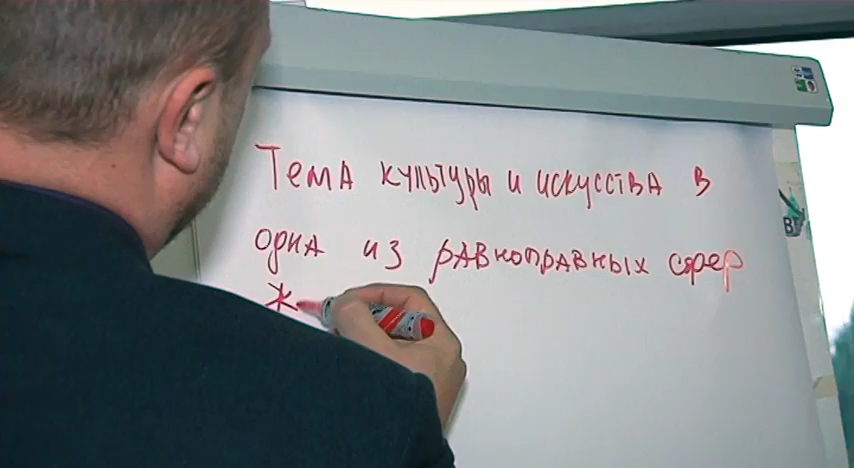 Тема культуры и искусства в
одна из равноправных сфер
ж